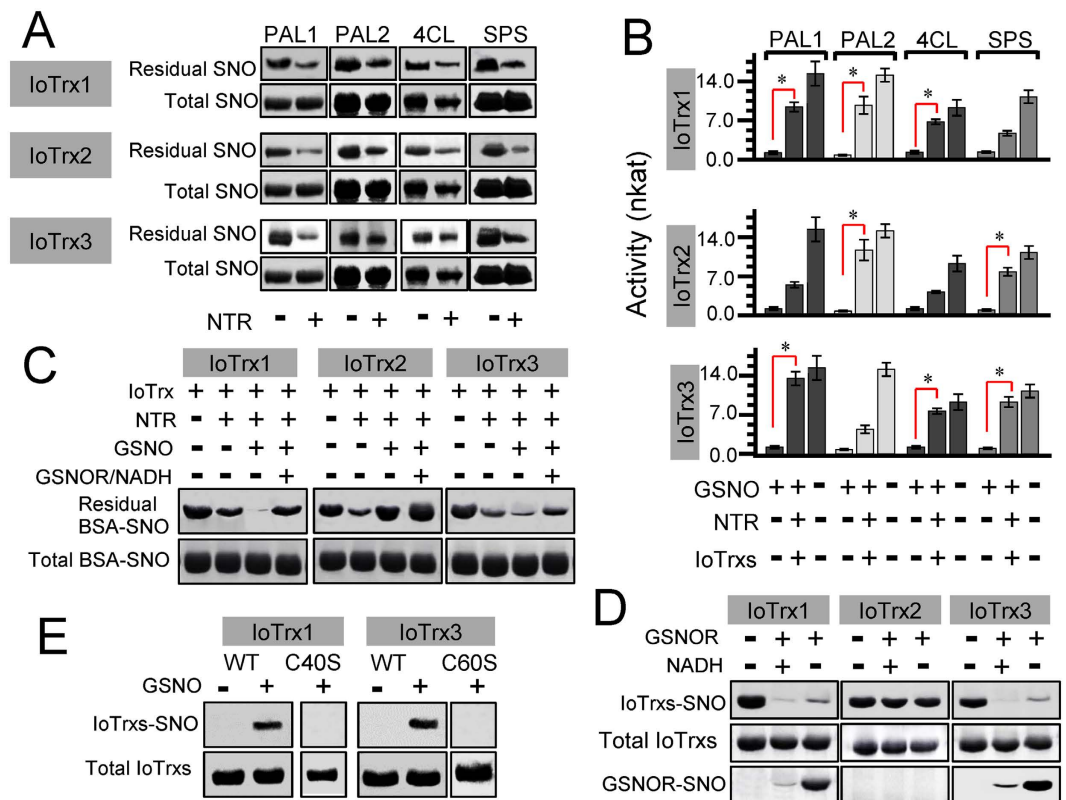 A
PAL1 PAL2 4CL SPS
IoTrx1
Residual SNO
Total SNO
IoTrx2
Residual SNO
Total SNO
IoTrx3
Residual SNO
Total SNO
NTR - + - + - + - +
B
PAL1 PAL2 4CL SPS
Activity (nkat)
IoTrx1
14.0
7.0
0.0
* * *
IoTrx2
14.0
7.0
0.0
* *
IoTrx3
14.0
7.0
0.0
* * *
GSNO + + - + + - + + - + + -
NTR - + - - + - - + - - + -
IoTrxs - + - - + - - + - - + -
C
IoTrx1 IoTrx2 IoTrx3
IoTrx + + + + + + + + + + + +
NTR - + + + - + + + - + + +
GSNO - - + + - - + + - - + +
GSNOR/NADH - - - + - - - + - - - +
Residual
BSA-SNO
Total BSA-SNO
D
IoTrx1 IoTrx2 IoTrx3
GSNOR - + + - + + - + +
NADH - + - - + - - + -
IoTrxs-SNO
Total IoTrxs
GSNOR-SNO
E
IoTrx1 IoTrx3
WT C40S WT C60S
GSNO - + + - + +
IoTrxs-SNO
Total IoTrxs